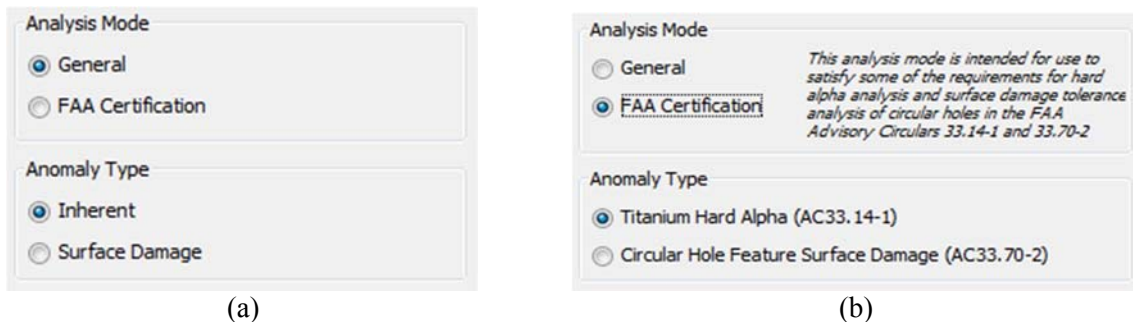 Analysis Mode
General
FAA Certification
Anomaly Type
Inherent
Surface Damage
(a)
Analysis Mode
General
FAA Certification
This analysis mode is intended for use to
satisfy some of the requirements for hard
alpha analysis and surface damage tolerance
analysis of circular holes in the FAA
Advisory Circulars 33.14-1 and 33.70-2
Anomaly Type
Titanium Hard Alpha (AC33.14-1)
Circular Hole Feature Surface Damage (AC33.70-2)
(b)